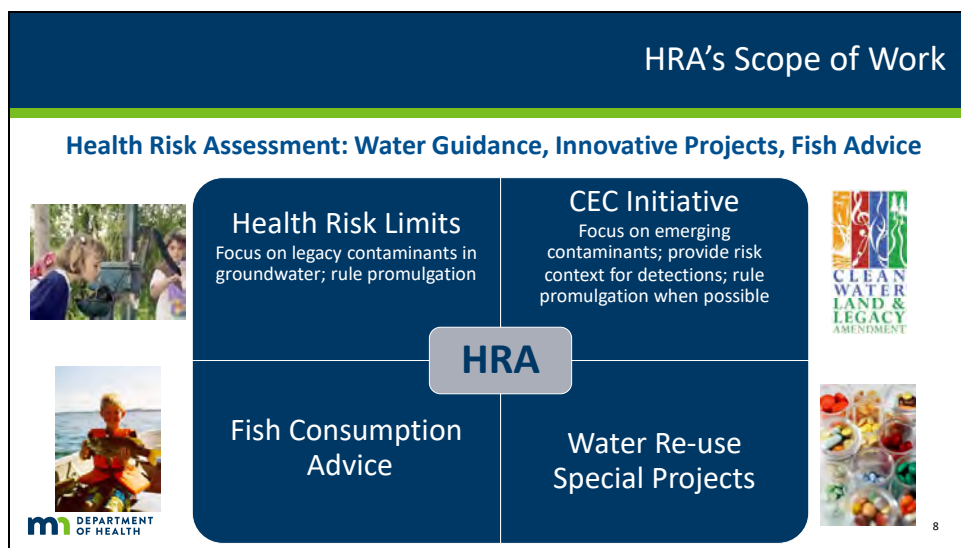 HRA’s Scope of Work
Health Risk Assessment: Water Guidance, Innovative Projects, Fish Advice
Health Risk Limits
Focus on legacy contaminants in
groundwater; rule promulgation
CEC Initiative
Focus on emerging
contaminants; provide risk
context for detections; rule
promulgation when possible
CLEAN
WATER
LAND &
LEGACY
AMENDMENT
HRA
Fish Consumption
Advice
Water Re-use
Special Projects
mn DEPARTMENT
OF HEALTH
8